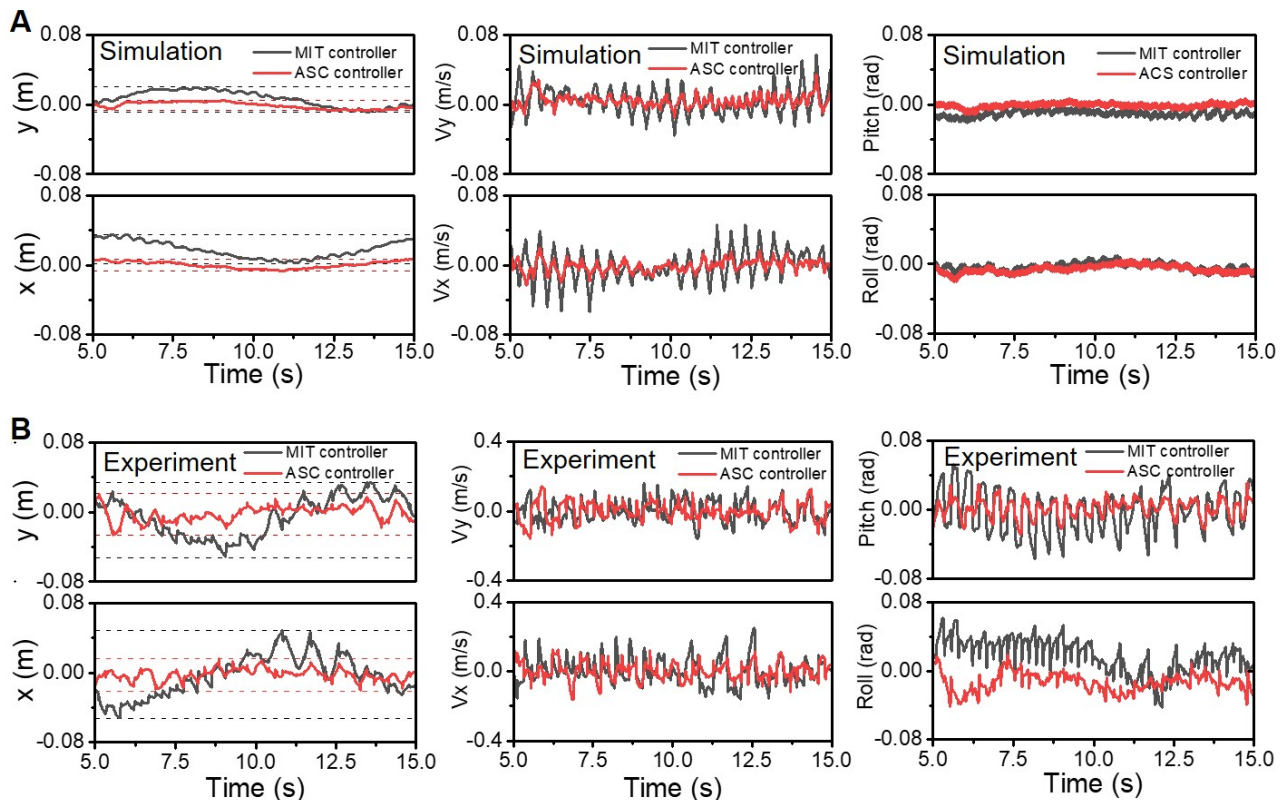 A
Simulation
MIT controller
ASC controller
0.08
0.00
-0.08
y (m)
0.08
0.00
-0.08
x (m)
5.0 7.5 10.0 12.5 15.0
Time (s)
Simulation
MIT controller
ASC controller
0.08
0.00
-0.08
Vy (m/s)
0.08
0.00
-0.08
Vx (m/s)
5.0 7.5 10.0 12.5 15.0
Time (s)
Simulation
MIT controller
ACS controller
0.08
0.00
-0.08
Pitch (rad)
0.08
0.00
-0.08
Roll (rad)
5.0 7.5 10.0 12.5 15.0
Time (s)
B
Experiment
MIT controller
ASC controller
0.08
0.00
-0.08
y (m)
0.08
0.00
-0.08
x (m)
5.0 7.5 10.0 12.5 15.0
Time (s)
Experiment
MIT controller
ASC controller
0.4
0.0
-0.4
Vy (m/s)
0.4
0.0
-0.4
Vx (m/s)
5.0 7.5 10.0 12.5 15.0
Time (s)
Experiment
MIT controller
ASC controller
0.08
0.00
-0.08
Pitch (rad)
0.08
0.00
-0.08
Roll (rad)
5.0 7.5 10.0 12.5 15.0
Time (s)